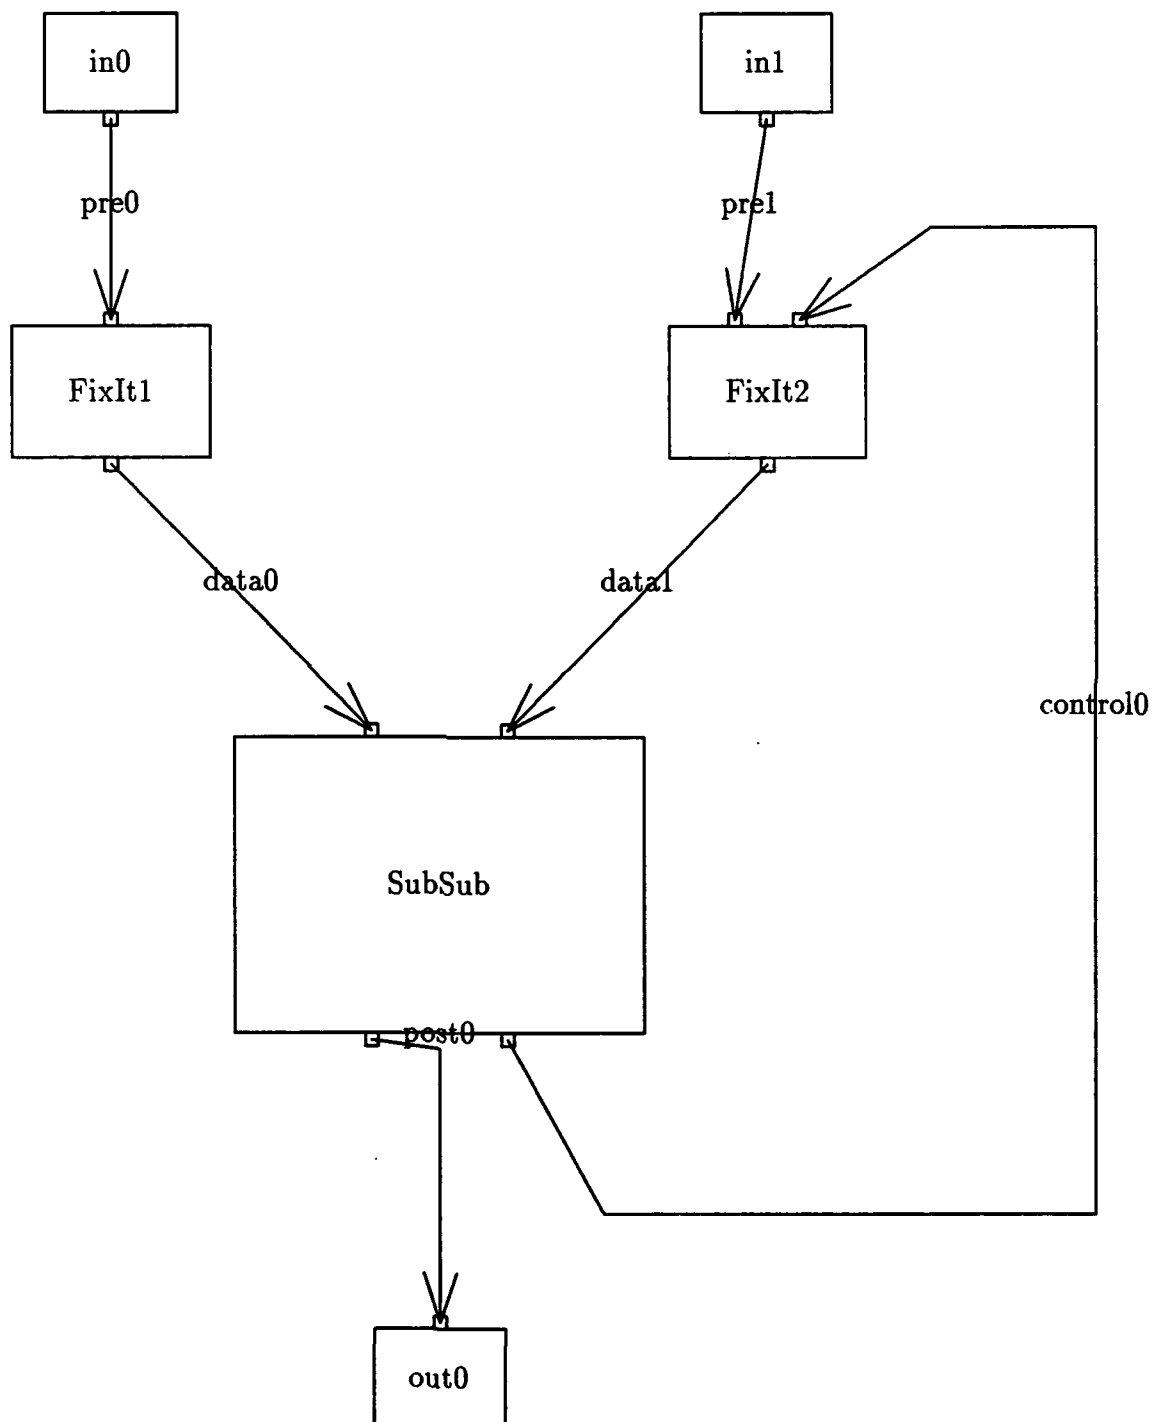 in0
in1
pre0
pre1
FixIt1
FixIt2
data0
data1
control0
SubSub
post0
out0